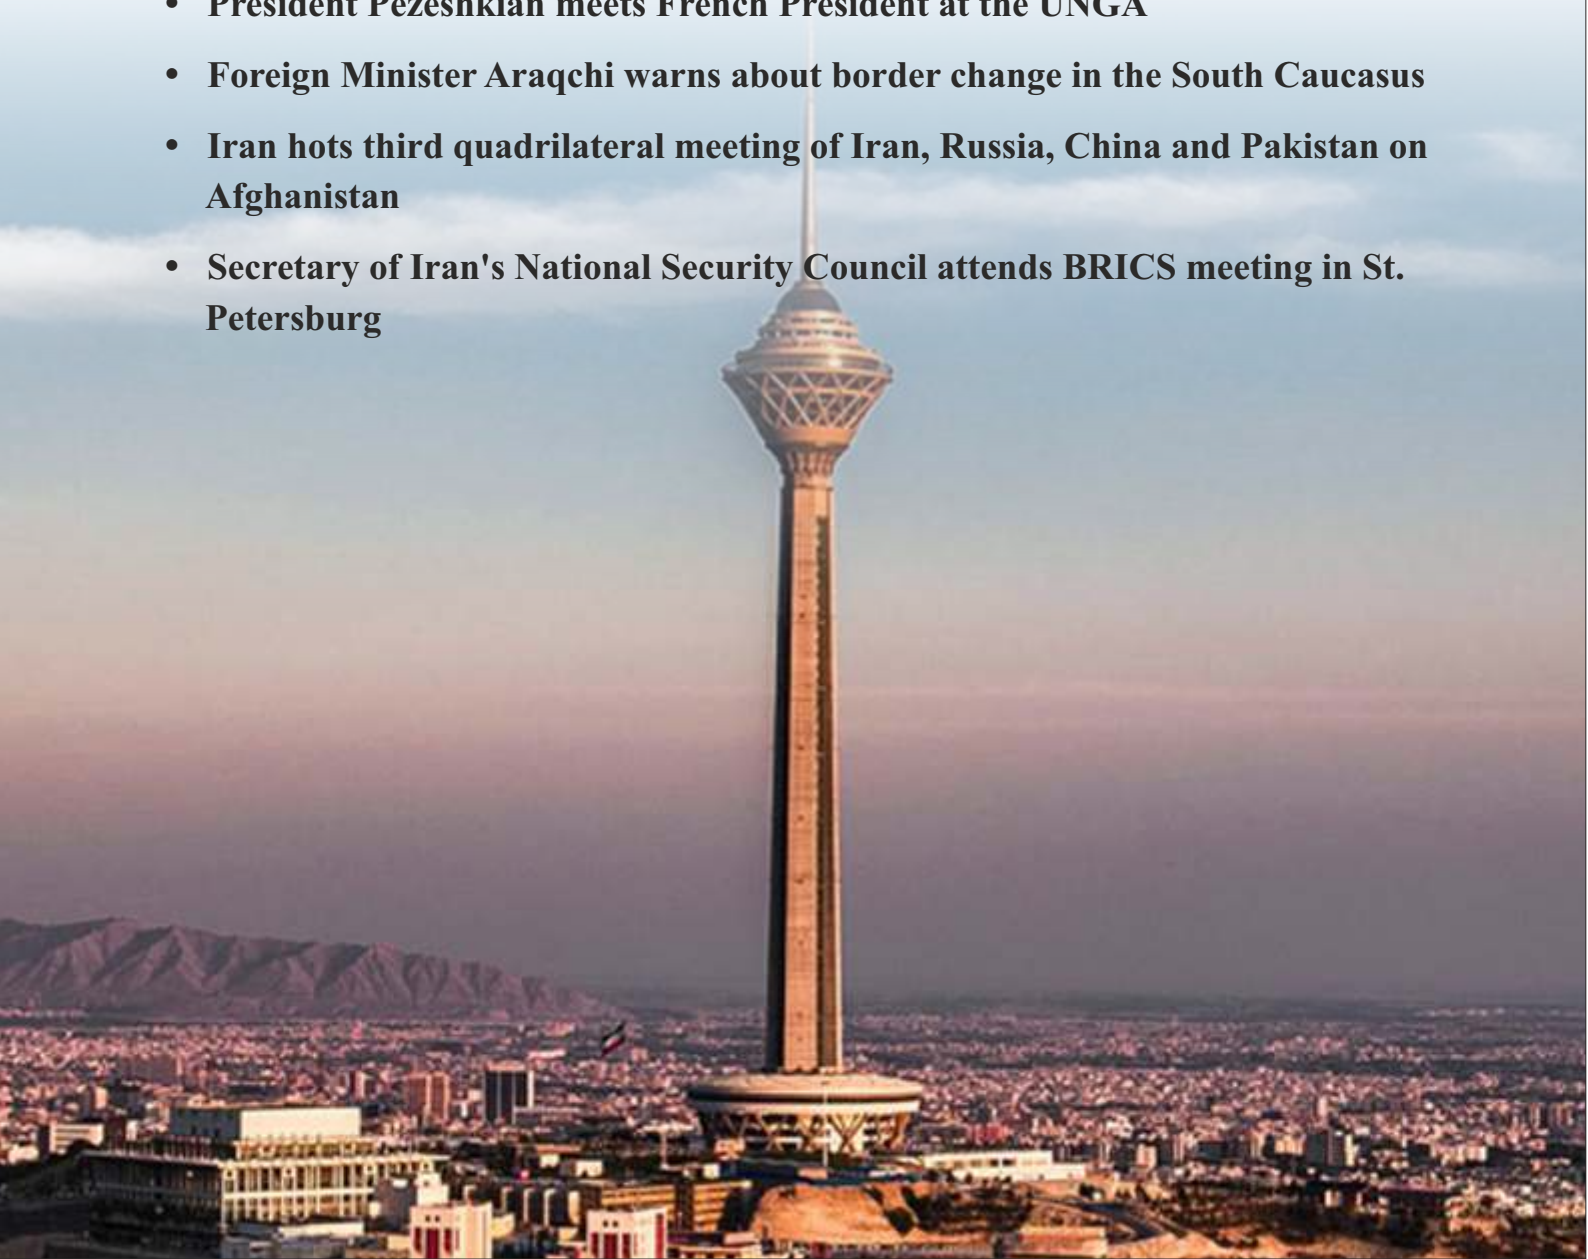 • President Pezeshkian meets French President at the UNGA
• Foreign Minister Araqchi warns about border change in the South Caucasus
• Iran hots third quadrilateral meeting of Iran, Russia, China and Pakistan on
Afghanistan
• Secretary of Iran's National Security Council attends BRICS meeting in St.
Petersburg